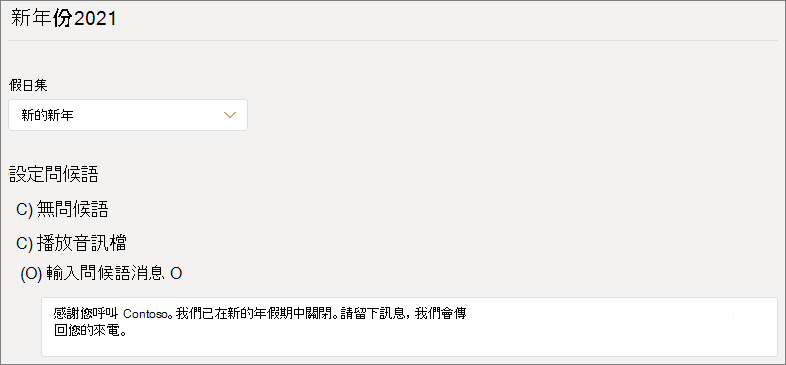 新年份2021
假日集
新的新年
設定問候語
C) 無問候語
C) 播放音訊檔
(O) 輸入問候語消息 O
感謝您呼叫 Contoso。我們已在新的年假期中關閉。請留下訊息，我們會傳
回您的來電。